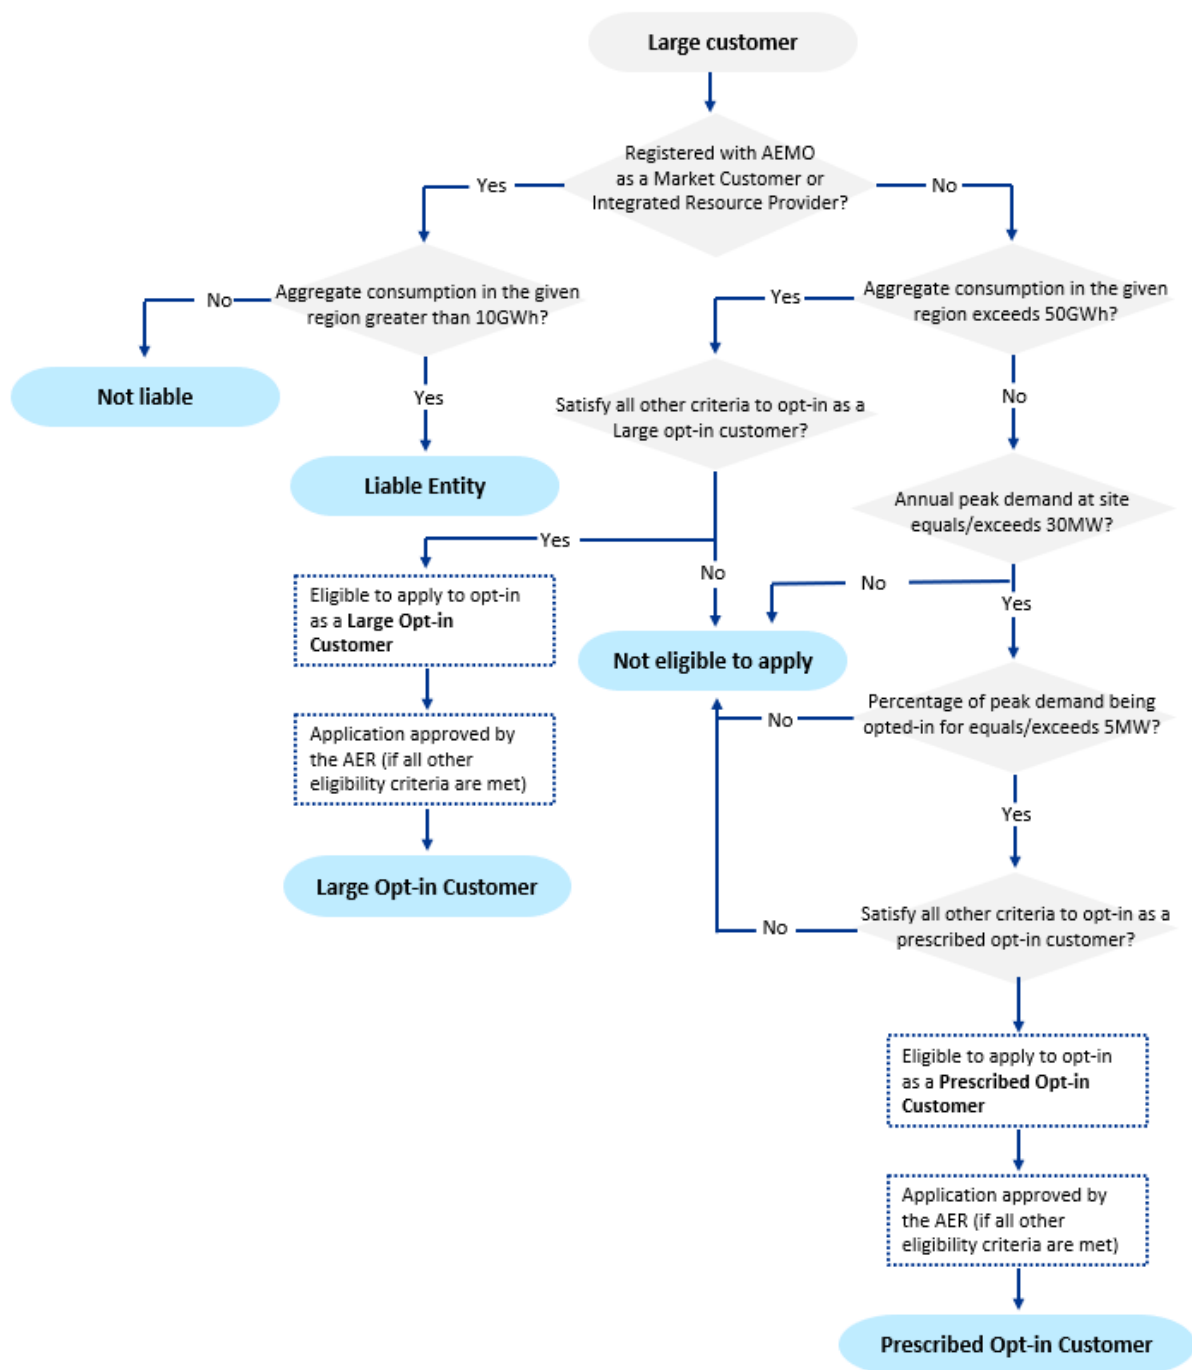 Large customer
Registered with AEMO
as a Market Customer or
Integrated Resource Provider?
Yes
No
Aggregate consumption in the given
region greater than 10GWh?
No
Yes
Aggregate consumption in the given
region exceeds 50GWh?
Yes
No
Not liable
Liable Entity
Satisfy all other criteria to opt-in as a
Large opt-in customer?
Yes
No
Annual peak demand at site
equals/exceeds 30MW?
No
Yes
Eligible to apply to opt-in
as a Large Opt-in
Customer
Not eligible to apply
Percentage of peak demand being
opted-in for equals/exceeds 5MW?
No
Yes
Application approved by
the AER (if all other
eligibility criteria are met)
Large Opt-in Customer
Satisfy all other criteria to opt-in as a
prescribed opt-in customer?
No
Eligible to apply to opt-in
as a Prescribed Opt-in
Customer
Application approved by
the AER (if all other
eligibility criteria are met)
Prescribed Opt-in Customer